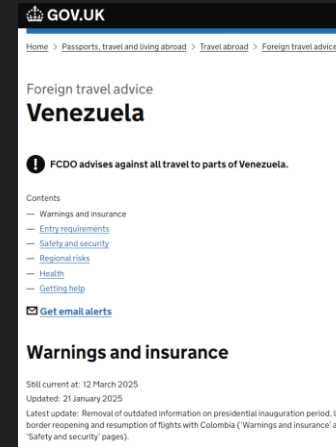 GOV.UK
Home > Passports, travel and living abroad > Travel abroad > Foreign travel advice
Foreign travel advice
Venezuela
! FCDO advises against all travel to parts of Venezuela.
Contents
— Warnings and insurance
— Entry requirements
— Safety and security
— Regional risks
— Health
— Getting help
Get email alerts
Warnings and insurance
Still current at: 12 March 2025
Updated: 21 January 2025
Latest update: Removal of outdated information on presidential inauguration period,
border reopening and resumption of flights with Colombia ('Warnings and insurance'
'Safety and security' pages).